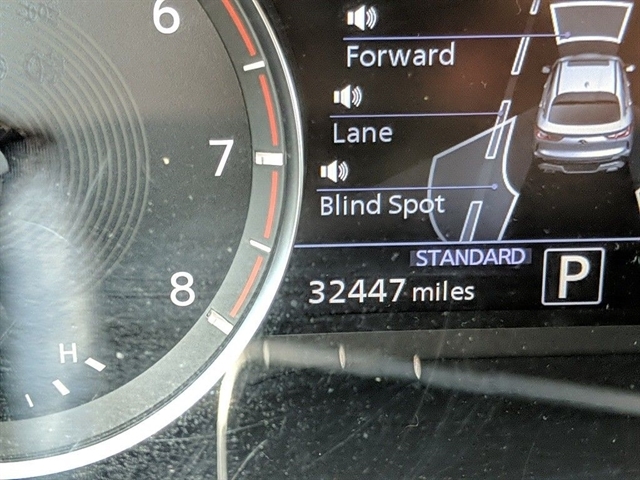 6
7
8
H
Forward
Lane
Blind Spot
STANDARD
32447 miles
P